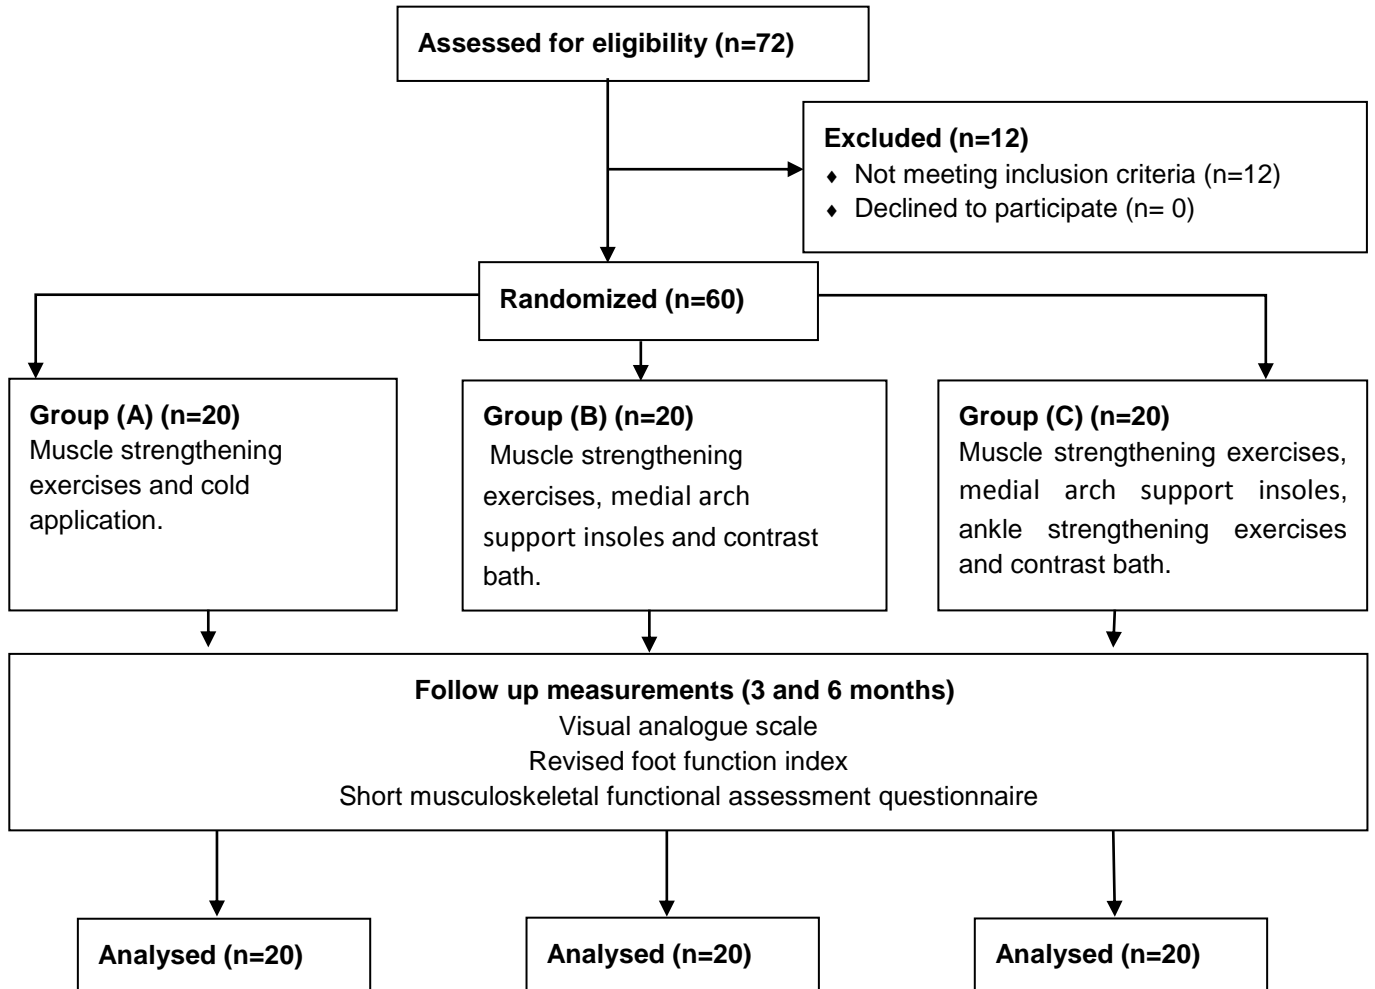 Assessed for eligibility (n=72)
Excluded (n=12)
♦ Not meeting inclusion criteria (n=12)
♦ Declined to participate (n= 0)
Randomized (n=60)
Group (A) (n=20)
Muscle strengthening
exercises and cold
application.
Group (B) (n=20)
Muscle strengthening
exercises, medial arch
support insoles and contrast
bath.
Group (C) (n=20)
Muscle strengthening exercises,
medial arch support insoles,
ankle strengthening exercises
and contrast bath.
Follow up measurements (3 and 6 months)
Visual analogue scale
Revised foot function index
Short musculoskeletal functional assessment questionnaire
Analysed (n=20)
Analysed (n=20)
Analysed (n=20)